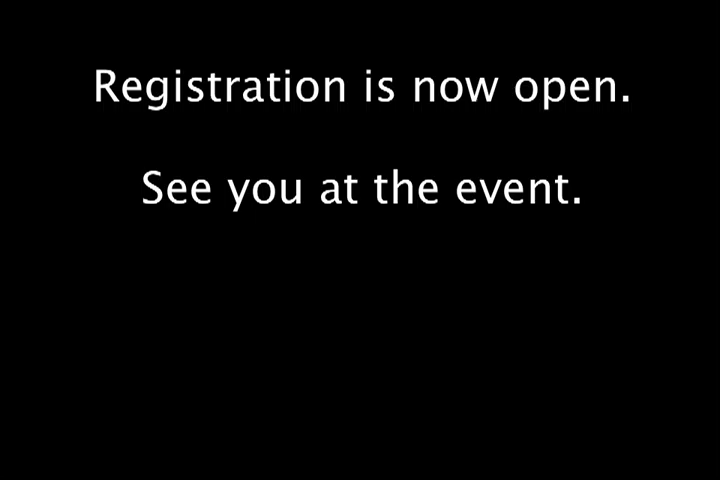 Registration is now open.
See you at the event.